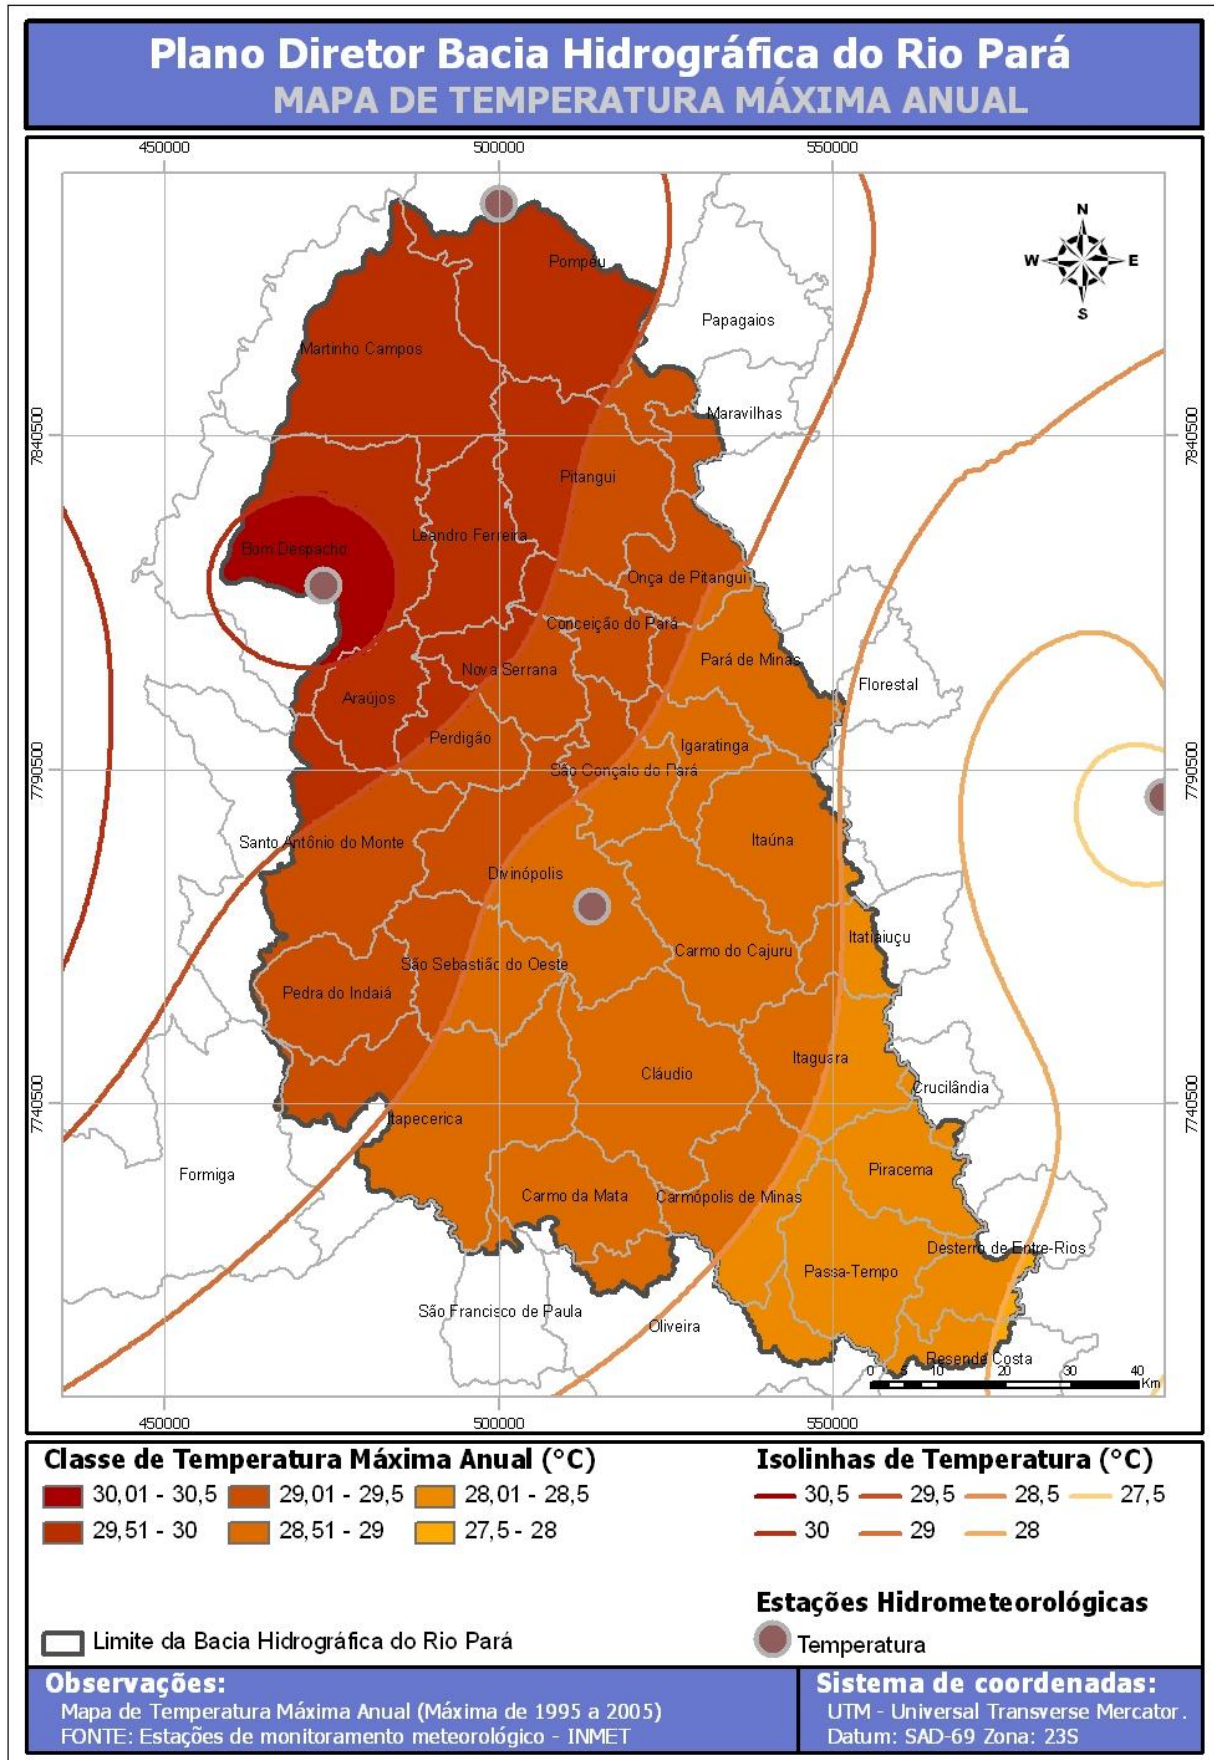 Plano Diretor Bacia Hidrográfica do Rio Pará
MAPA DE TEMPERATURA MÁXIMA ANUAL
450000 500000 550000
N
W E
S
Pompéu
Papagaios
Martinho Campos
Maravilhas
7840500 7840500
Pitangui
Leandro Ferreira
Bom Despacho
Onça de Pitangui
Conceição do Pará
Pará de Minas
Nova Serrana
Florestal
Araújos
Perdigão
Igaratinga
São Gonçalo do Pará
7790500 7790500
Itaúna
Santo Antônio do Monte
Divinópolis
Itatiaiuçu
Carmo do Cajuru
São Sebastião do Oeste
Pedra do Indaiá
Itaguara
Cláudio
Crucilândia
7740500 7740500
Itapecerica
Formiga
Piracema
Carmo da Mata
Carmópolis de Minas
Desterro de Entre-Rios
Passa-Tempo
São Francisco de Paula
Oliveira
Resende Costa
0 5 10 20 30 40
Km
450000 500000 550000
Classe de Temperatura Máxima Anual (°C)
30,01 - 30,5 29,01 - 29,5 28,01 - 28,5
29,51 - 30 28,51 - 29 27,5 - 28
Limite da Bacia Hidrográfica do Rio Pará
Isolinhas de Temperatura (°C)
30,5 29,5 28,5 27,5
30 29 28
Estações Hidrometeorológicas
Temperatura
Observações:
Mapa de Temperatura Máxima Anual (Máxima de 1995 a 2005)
FONTE: Estações de monitoramento meteorológico - INMET
Sistema de coordenadas:
UTM - Universal Transverse Mercator.
Datum: SAD-69 Zona: 23S